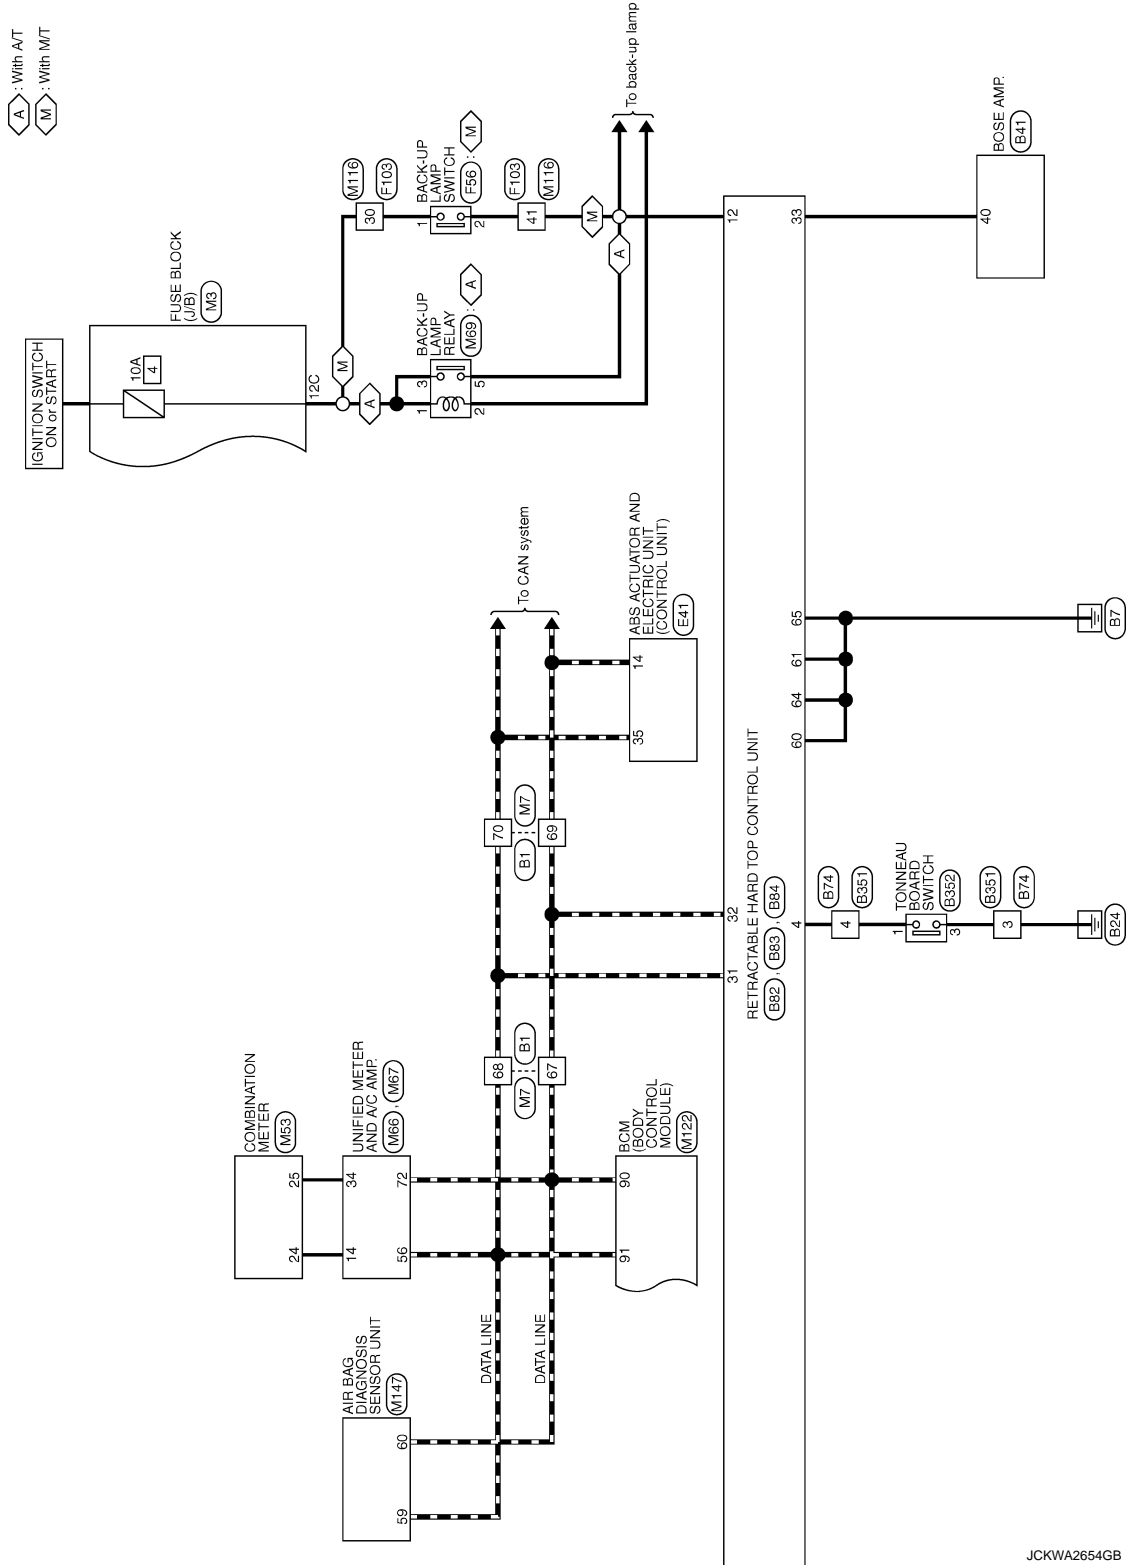 A : With A/T
M : With M/T
IGNITION SWITCH
ON or START
FUSE BLOCK
(J/B)
M3
10A
4
12C
M
A
M116
F103
30
BACK-UP
LAMP
SWITCH
F56 : M
1
2
F103
M116
41
M
A
BACK-UP
LAMP
RELAY
M69 : A
1
3
2
5
To back-up lamp
BOSE AMP.
B41
40
12
33
AIR BAG
DIAGNOSIS
SENSOR UNIT
M147
59
60
COMBINATION
METER
M53
24
25
UNIFIED METER
AND A/C AMP.
M66 , M67
14
34
56
72
DATA LINE
DATA LINE
BCM
(BODY
CONTROL
MODULE)
M122
91
90
68
67
M7
B1
70
69
B1
M7
To CAN system
ABS ACTUATOR AND
ELECTRIC UNIT
(CONTROL UNIT)
E41
35
14
31
32
RETRACTABLE HARD TOP CONTROL UNIT
B82 , B83 , B84
4
60
64
61
65
B7
B74
B351
4
TONNEAU
BOARD
SWITCH
B352
1
3
B351
B74
3
B24
JCKWA2654GB